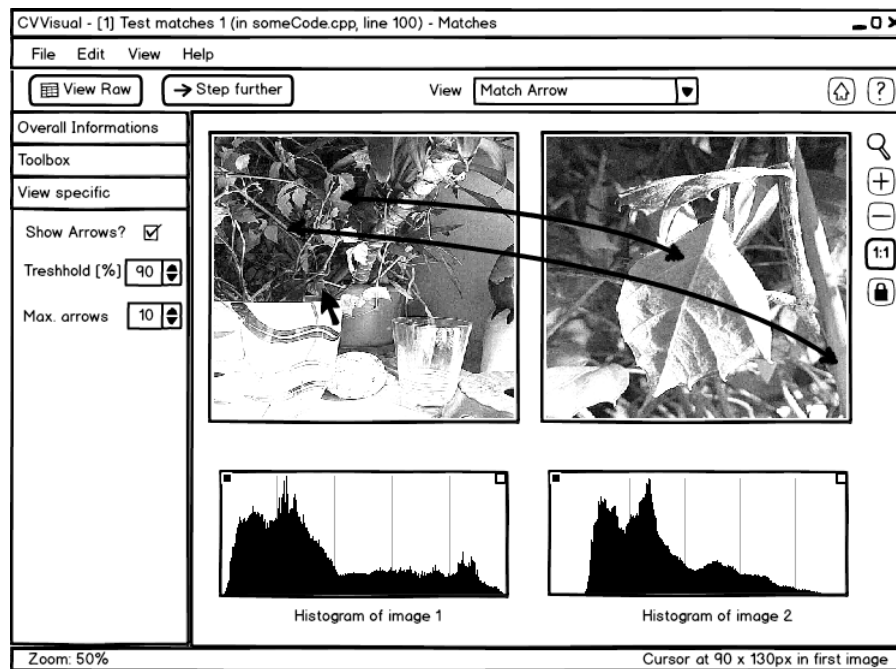 CVVisual - [1] Test matches 1 (in someCode.cpp, line 100) - Matches
File Edit View Help
View Raw Step further View Match Arrow ?
Overall Informations
Toolbox
View specific
Show Arrows?
1:1
Treshhold [%] 90
Max. arrows 10
Histogram of image 1 Histogram of image 2
Zoom: 50% Cursor at 90 x 130px in first image